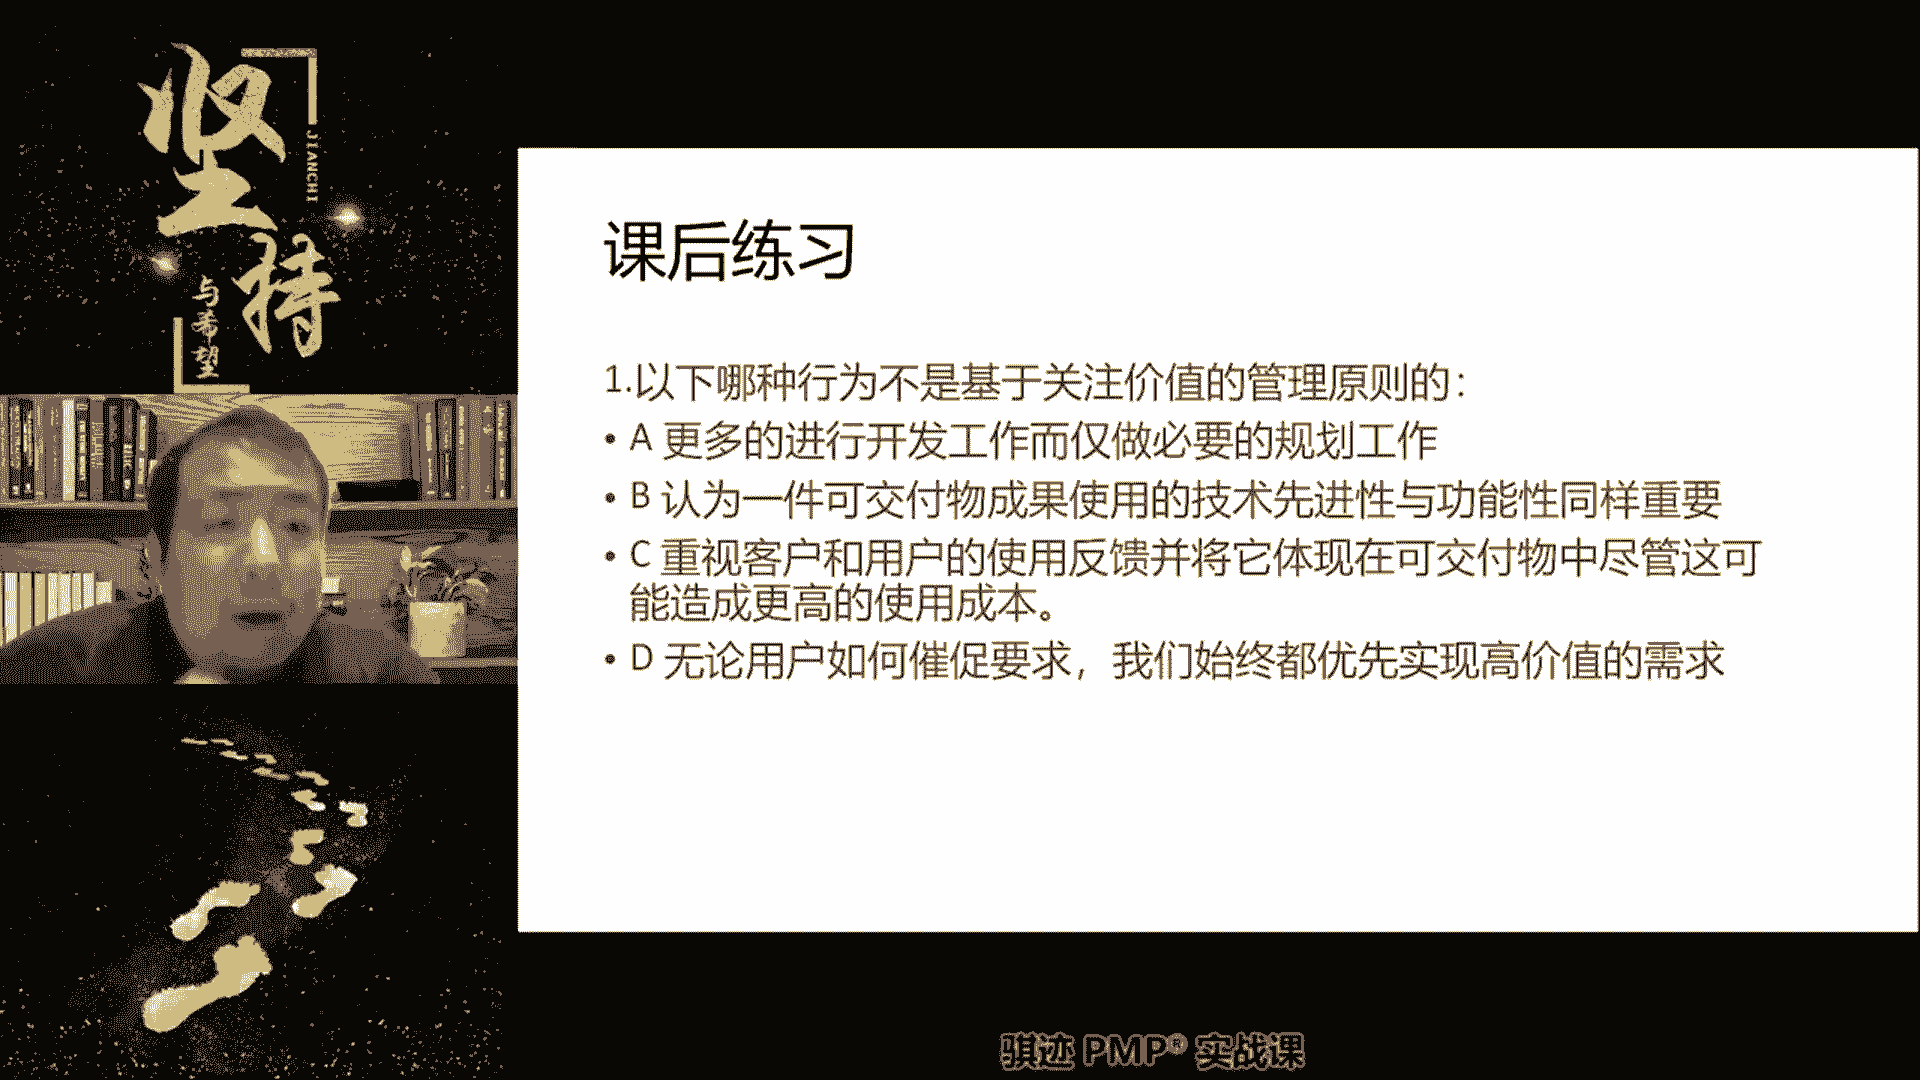 坚持
JIANCHI
与希望
课后练习
1.以下哪种行为不是基于关注价值的管理原则的：
• A 更多的进行开发工作而仅做必要的规划工作
• B 认为一件可交付物成果使用的技术先进性与功能性同样重要
• C 重视客户和用户的使用反馈并将它体现在可交付物中尽管这可
能造成更高的使用成本。
• D 无论用户如何催促要求，我们始终都优先实现高价值的需求
骐迹 PMP® 实战课